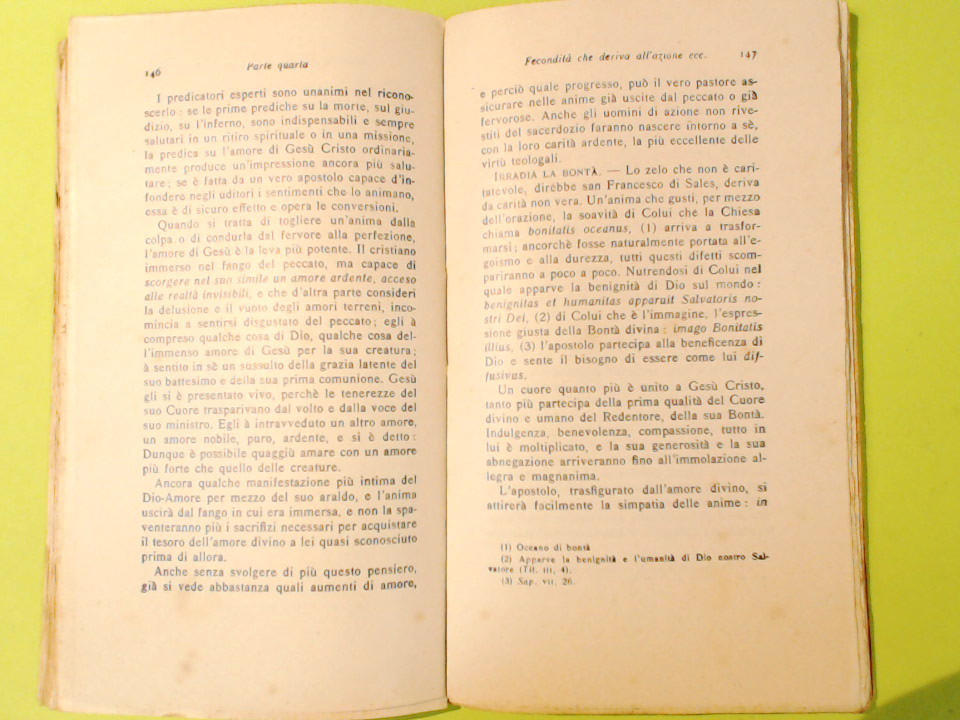 146
Parte quarta
I predicatori esperti sono unanimi nel ricono-
scerlo : se le prime prediche su la morte, sul giu-
dizio, su l'inferno, sono indispensabili e sempre
salutari in un ritiro spirituale o in una missione,
la predica su l'amore di Gesù Cristo ordinaria-
mente produce un'impressione ancora più salu-
tare ; se è fatta da un vero apostolo capace d'in-
fondere negli uditori i sentimenti che lo animano,
essa è di sicuro effetto e opera le conversioni.
Quando si tratta di togliere un'anima dalla
colpa o di condurla dal fervore alla perfezione,
l'amore di Gesù è la leva più potente. Il cristiano
immerso nel fango del peccato, ma capace di
scorgere nel suo simile un amore ardente, acceso
alle realtà invisibili, e che d'altra parte consideri
la delusione e il vuoto degli amori terreni, inco-
mincia a sentirsi disgustato del peccato ; egli à
compreso qualche cosa di Dio, qualche cosa del-
l'immenso amore di Gesù per la sua creatura ;
à sentito in sè un sussulto della grazia latente del
suo battesimo e della sua prima comunione. Gesù
gli si è presentato vivo, perchè le tenerezze del
suo Cuore trasparivano dal volto e dalla voce del
suo ministro. Egli à intravveduto un altro amore,
un amore nobile, puro, ardente, e si è detto :
Dunque è possibile quaggiù amare con un amore
più forte che quello delle creature.
Ancora qualche manifestazione più intima del
Dio-Amore per mezzo del suo araldo, e l'anima
uscirà dal fango in cui era immersa, e non la spa-
venteranno più i sacrifizi necessari per acquistare
il tesoro dell'amore divino a lei quasi sconosciuto
prima di allora.
Anche senza svolgere di più questo pensiero,
già si vede abbastanza quali aumenti di amore,
Fecondità che deriva all'azione ecc.
147
e perciò quale progresso, può il vero pastore as-
sicurare nelle anime già uscite dal peccato o già
fervorose. Anche gli uomini di azione non rive-
stiti del sacerdozio faranno nascere intorno a sè,
con la loro carità ardente, la più eccellente delle
virtù teologali.
IRRADIA LA BONTÀ. — Lo zelo che non è cari-
tatevole, direbbe san Francesco di Sales, deriva
da carità non vera. Un'anima che gusti, per mezzo
dell'orazione, la soavità di Colui che la Chiesa
chiama bonitatis oceanus, (1) arriva a trasfor-
marsi ; ancorchè fosse naturalmente portata all'e-
goismo e alla durezza, tutti questi difetti scom-
pariranno a poco a poco. Nutrendosi di Colui nel
quale apparve la benignità di Dio sul mondo :
benignitas et humanitas apparuit Salvatoris no-
stri Dei, (2) di Colui che è l'immagine, l'espres-
sione giusta della Bontà divina : imago Bonitatis
illius, (3) l'apostolo partecipa alla beneficenza di
Dio e sente il bisogno di essere come lui dif-
fusivus.
Un cuore quanto più è unito a Gesù Cristo,
tanto più partecipa della prima qualità del Cuore
divino e umano del Redentore, della sua Bontà.
Indulgenza, benevolenza, compassione, tutto in
lui è moltiplicato, e la sua generosità e la sua
abnegazione arriveranno fino all'immolazione al-
legra e magnanima.
L'apostolo, trasfigurato dall'amore divino, si
attirerà facilmente la simpatia delle anime : in
(1) Oceano di bontà
(2) Apparve la benignità e l'umanità di Dio nostro Sal-
vatore (Tit. III, 4).
(3) Sap. VII, 26.